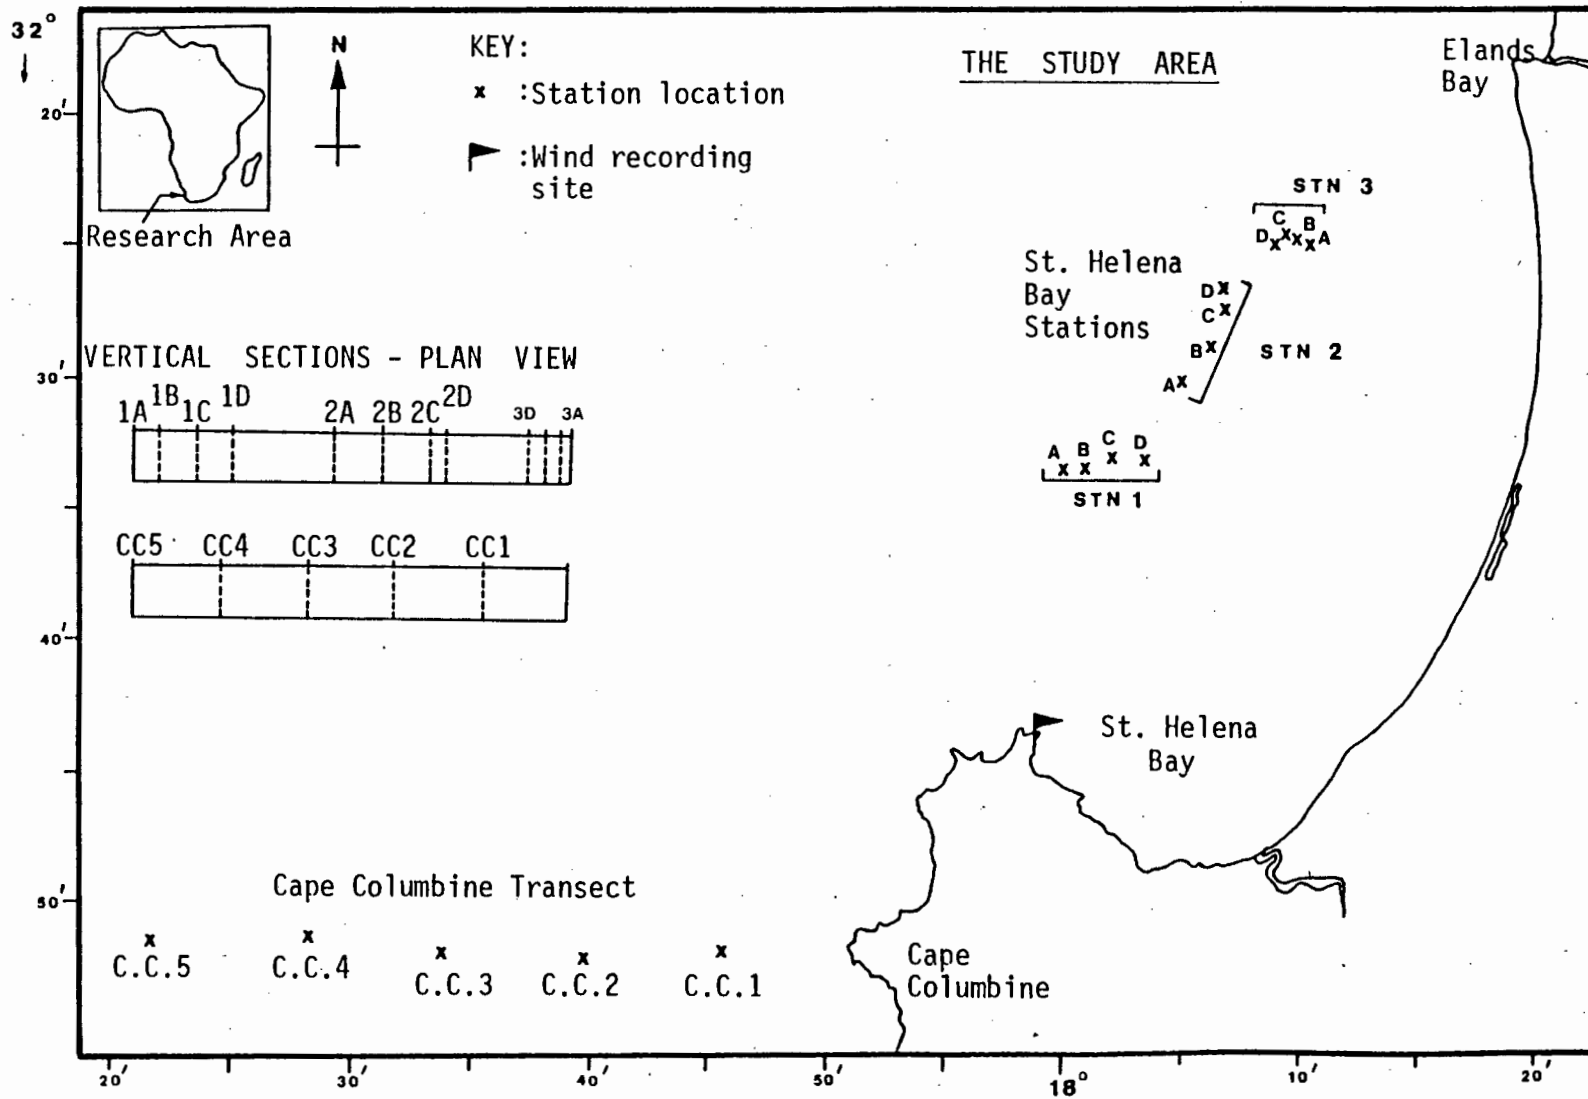 32°
20'
30'
40'
50'
Research Area
N
KEY:
x :Station location
:Wind recording
site
THE STUDY AREA
Elands
Bay
STN 3
C B
D A
St. Helena
Bay
Stations
D
C
B
A
STN 2
A B C D
STN 1
VERTICAL SECTIONS - PLAN VIEW
1A 1B 1C 1D 2A 2B 2C 2D 3D 3A
CC5 CC4 CC3 CC2 CC1
St. Helena
Bay
Cape Columbine Transect
C.C.5 C.C.4 C.C.3 C.C.2 C.C.1
Cape
Columbine
20' 30' 40' 50' 18° 10' 20'